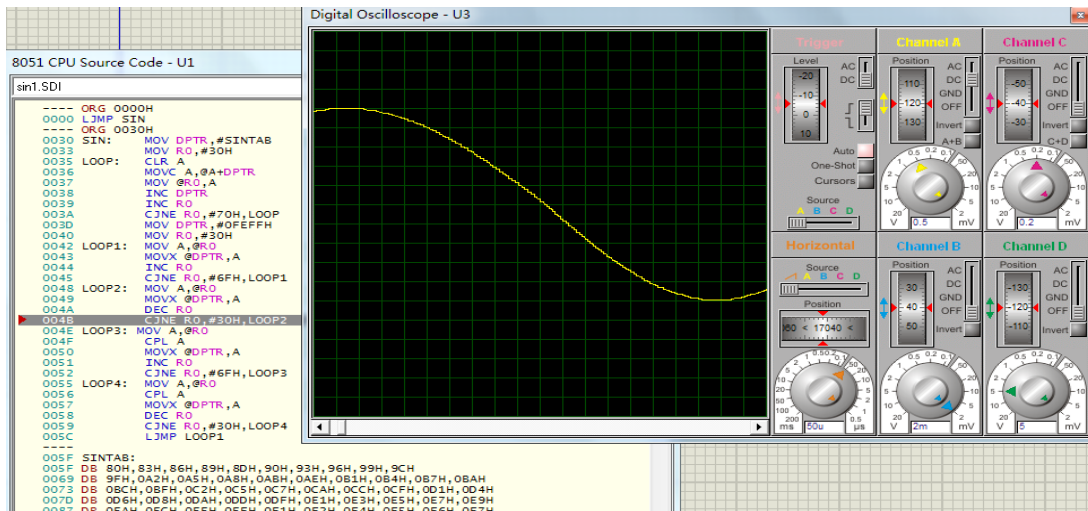 Digital Oscilloscope - U3
8051 CPU Source Code - U1
sin1.SDI
---- ORG 0000H
0000 LJMP SIN
---- ORG 0030H
0030 SIN: MOV DPTR,#SINTAB
0033 MOV R0,#30H
0035 LOOP: CLR A
0036 MOVC A,@A+DPTR
0037 MOV @R0,A
0038 INC DPTR
0039 INC R0
003A CJNE R0,#70H,LOOP
003D MOV DPTR,#0FEFFH
0040 MOV R0,#30H
0042 LOOP1: MOV A,@R0
0043 MOVX @DPTR,A
0044 INC R0
0045 CJNE R0,#6FH,LOOP1
0048 LOOP2: MOV A,@R0
0049 MOVX @DPTR,A
004A DEC R0
004B CJNE R0,#30H,LOOP2
004E LOOP3: MOV A,@R0
004F CPL A
0050 MOVX @DPTR,A
0051 INC R0
0052 CJNE R0,#6FH,LOOP3
0055 LOOP4: MOV A,@R0
0056 CPL A
0057 MOVX @DPTR,A
0058 DEC R0
0059 CJNE R0,#30H,LOOP4
005C LJMP LOOP1
----
005F SINTAB:
005F DB 80H,83H,86H,89H,8DH,90H,93H,96H,99H,9CH
0069 DB 9FH,0A2H,0A5H,0A8H,0ABH,0AEH,0B1H,0B4H,0B7H,0BAH
0073 DB 0BCH,0BFH,0C2H,0C5H,0C7H,0CAH,0CCH,0CFH,0D1H,0D4H
007D DB 0D6H,0D8H,0DAH,0DDH,0DFH,0E1H,0E3H,0E5H,0E7H,0E9H
0087 DB 0EAH,0ECH,0EEH,0EFH,0F1H,0F2H,0F4H,0F5H,0F6H,0F7H
Trigger
Level
-20
-10
0
10
AC
DC
Auto
One-Shot
Cursors
Source
A B C D
Channel A
Position
110
120
130
AC
DC
GND
OFF
Invert
A+B
V 0.5 mV
Channel C
Position
-50
-40
-30
AC
DC
GND
OFF
Invert
C+D
V 0.2 mV
Horizontal
Source
A B C D
Position
< 17040 <
ms 50u µs
Channel B
Position
30
40
50
AC
DC
GND
OFF
Invert
V 2m mV
Channel D
Position
-130
-120
-110
AC
DC
GND
OFF
Invert
V 5 mV